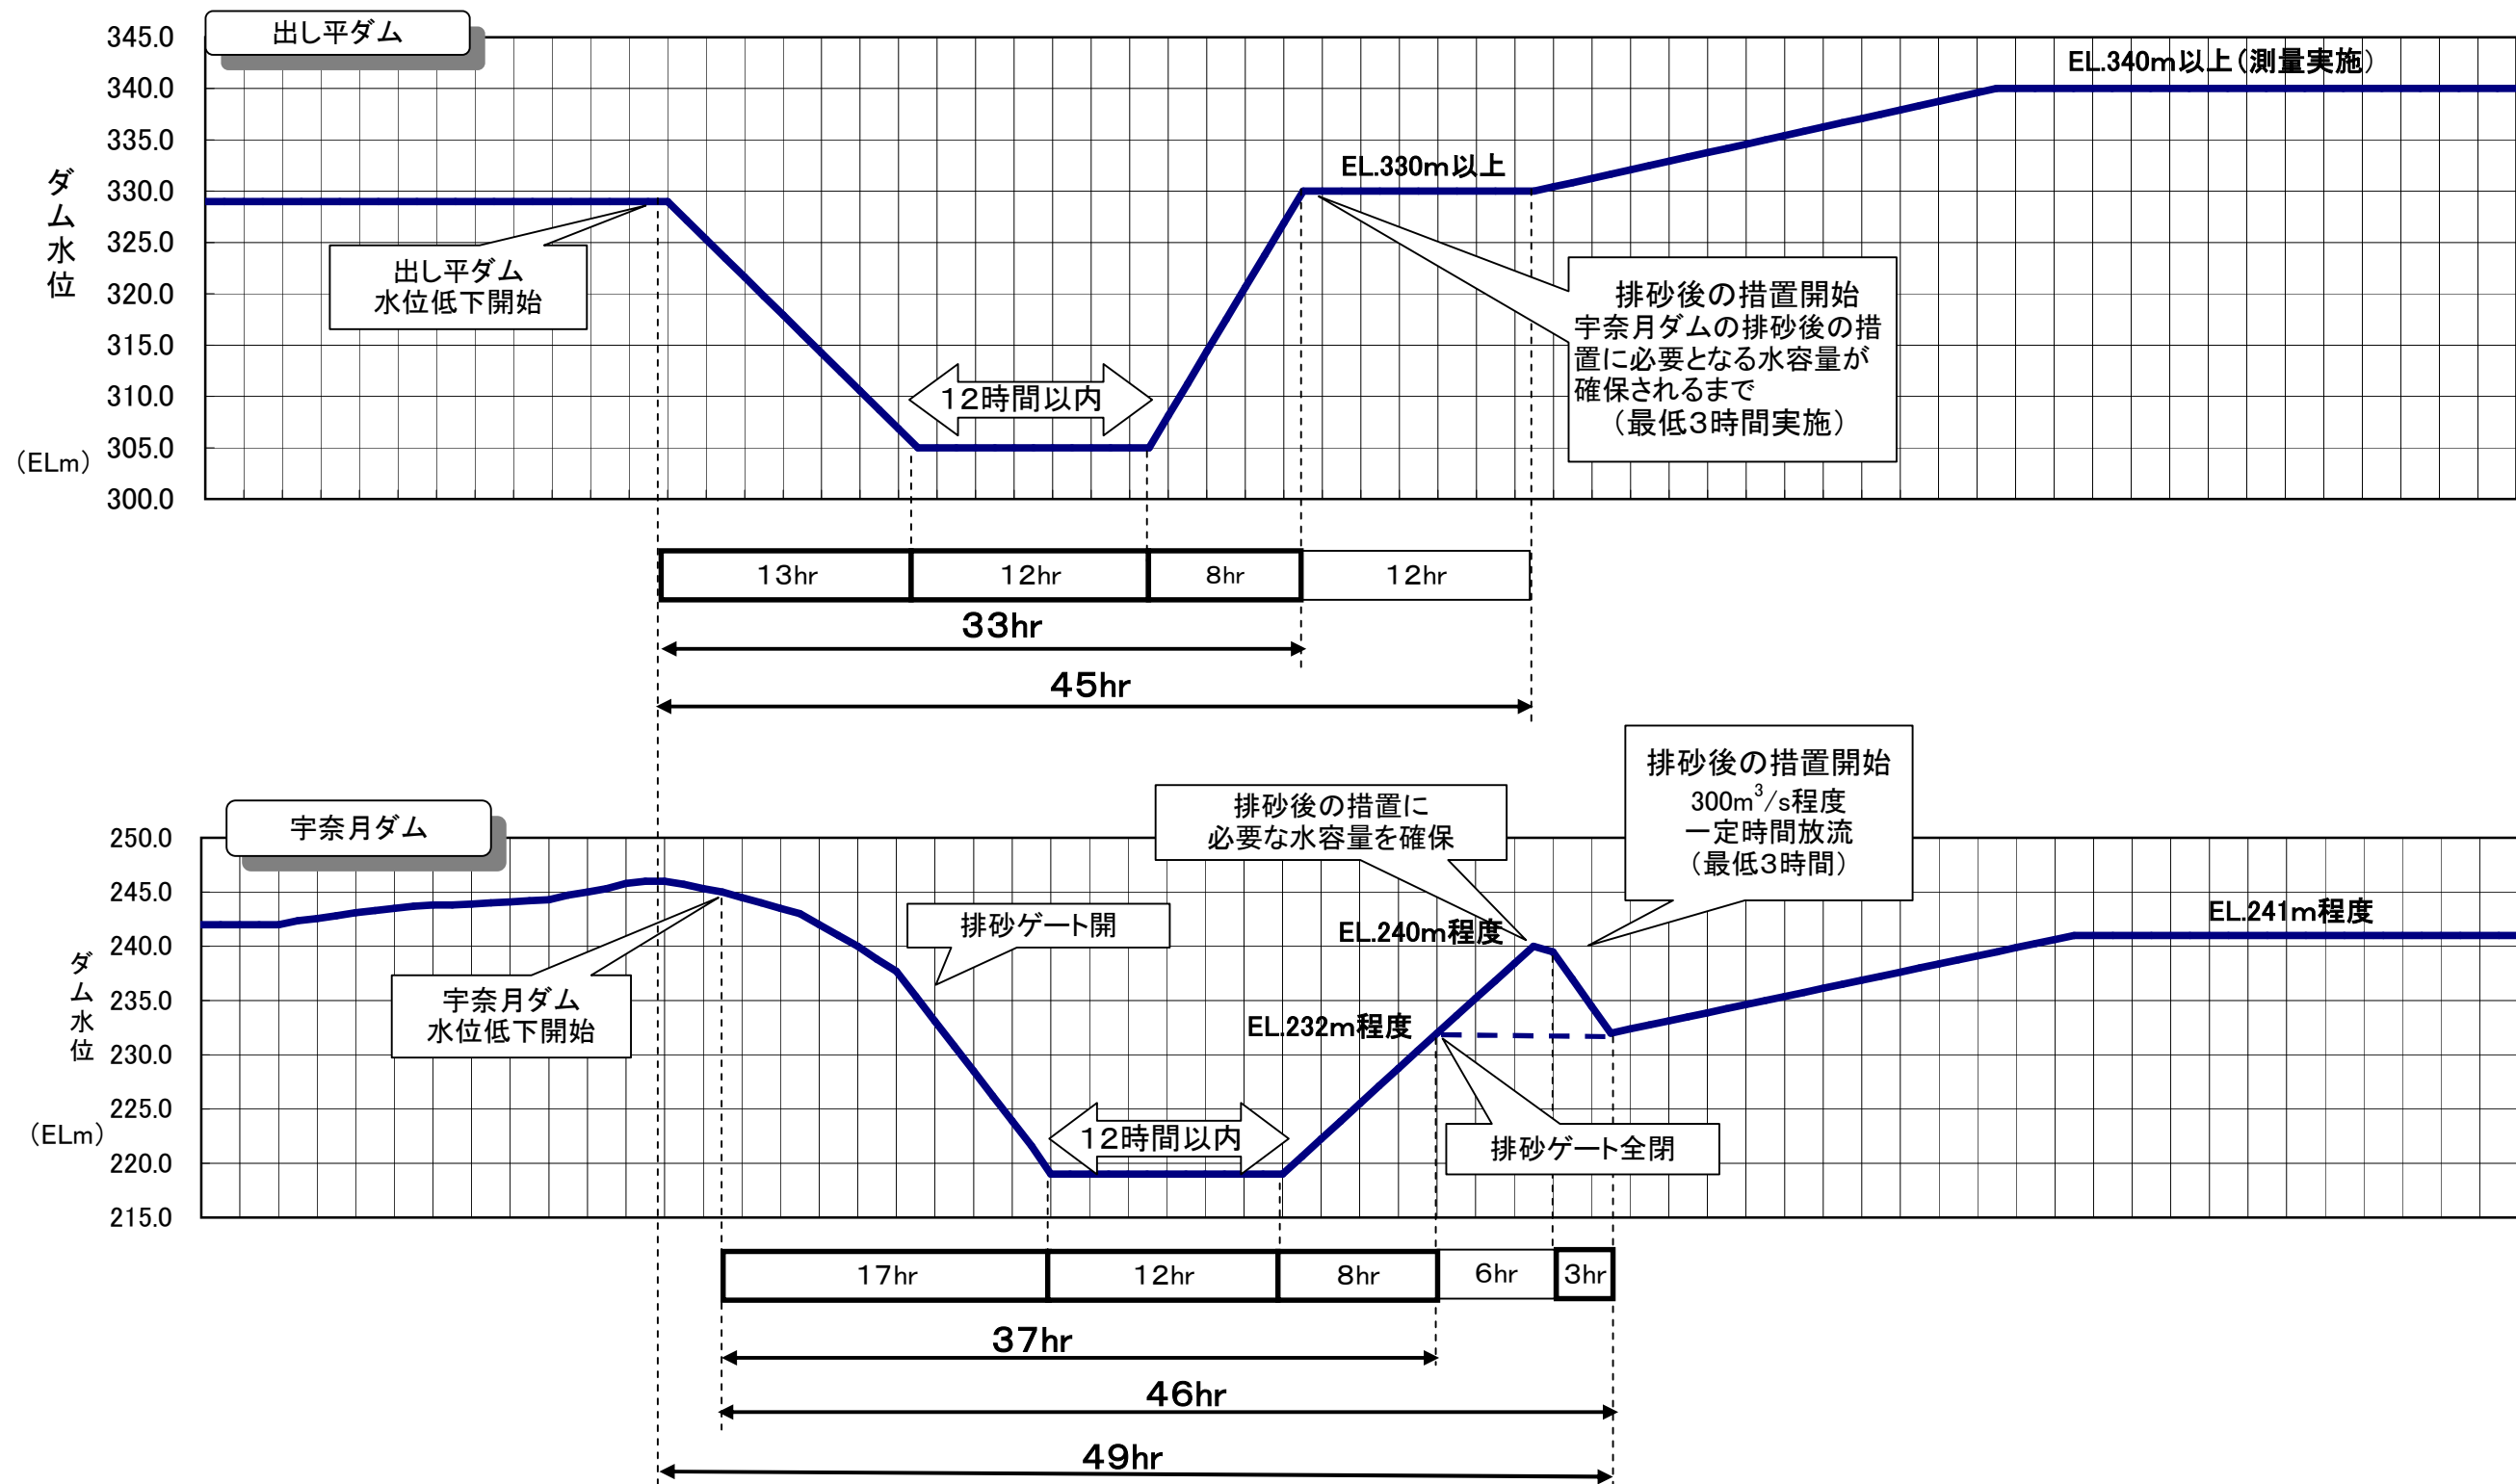 出し平ダム
345.0
340.0
335.0
330.0
325.0
320.0
315.0
310.0
305.0
300.0
ダム水位
(ELm)
EL.340m以上(測量実施)
EL.330m以上
出し平ダム
水位低下開始
12時間以内
排砂後の措置開始
宇奈月ダムの排砂後の措
置に必要となる水容量が
確保されるまで
(最低3時間実施)
13hr
12hr
8hr
12hr
33hr
45hr
宇奈月ダム
250.0
245.0
240.0
235.0
230.0
225.0
220.0
215.0
ダム水位
(ELm)
排砂後の措置に
必要な水容量を確保
排砂後の措置開始
300m³/s程度
一定時間放流
(最低3時間)
排砂ゲート開
EL.240m程度
EL.241m程度
宇奈月ダム
水位低下開始
EL.232m程度
12時間以内
排砂ゲート全閉
17hr
12hr
8hr
6hr
3hr
37hr
46hr
49hr